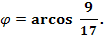 φ = arcos 9/17.